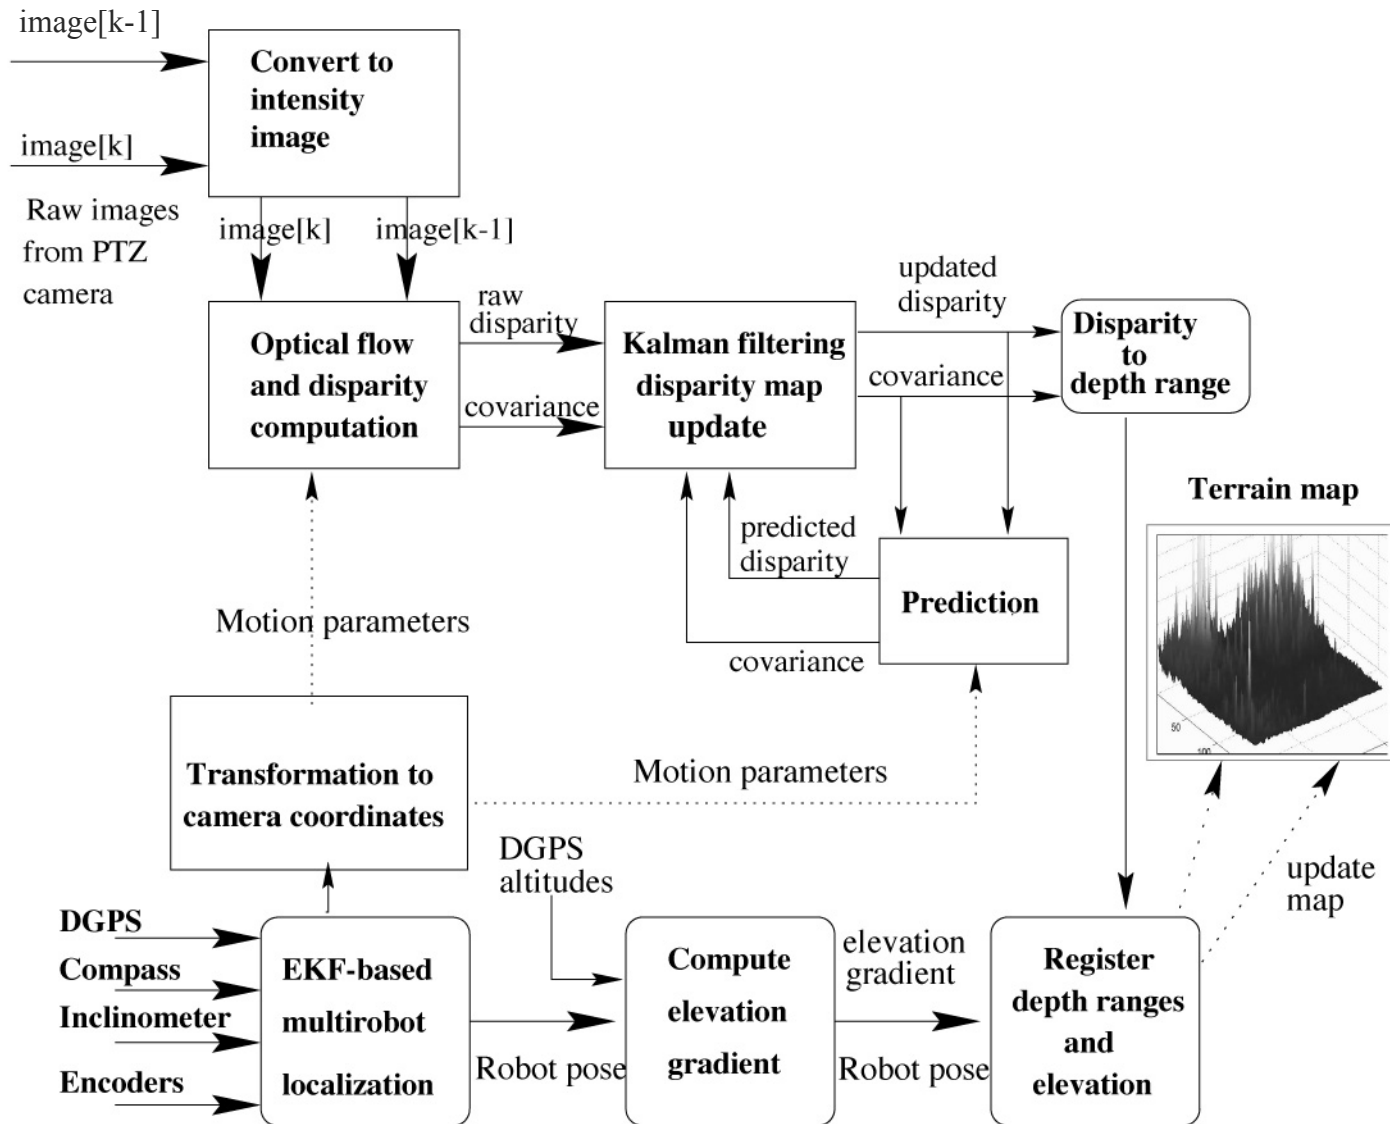 image[k-1]
Convert to
intensity
image
image[k]
Raw images
from PTZ
camera
image[k]
image[k-1]
raw
disparity
covariance
Optical flow
and disparity
computation
Kalman filtering
disparity map
update
updated
disparity
covariance
Disparity
to
depth range
predicted
disparity
covariance
Prediction
Terrain map
50
100
Motion parameters
Transformation to
camera coordinates
Motion parameters
DGPS
altitudes
update
map
DGPS
Compass
Inclinometer
Encoders
EKF-based
multirobot
localization
Robot pose
Compute
elevation
gradient
elevation
gradient
Robot pose
Register
depth ranges
and
elevation